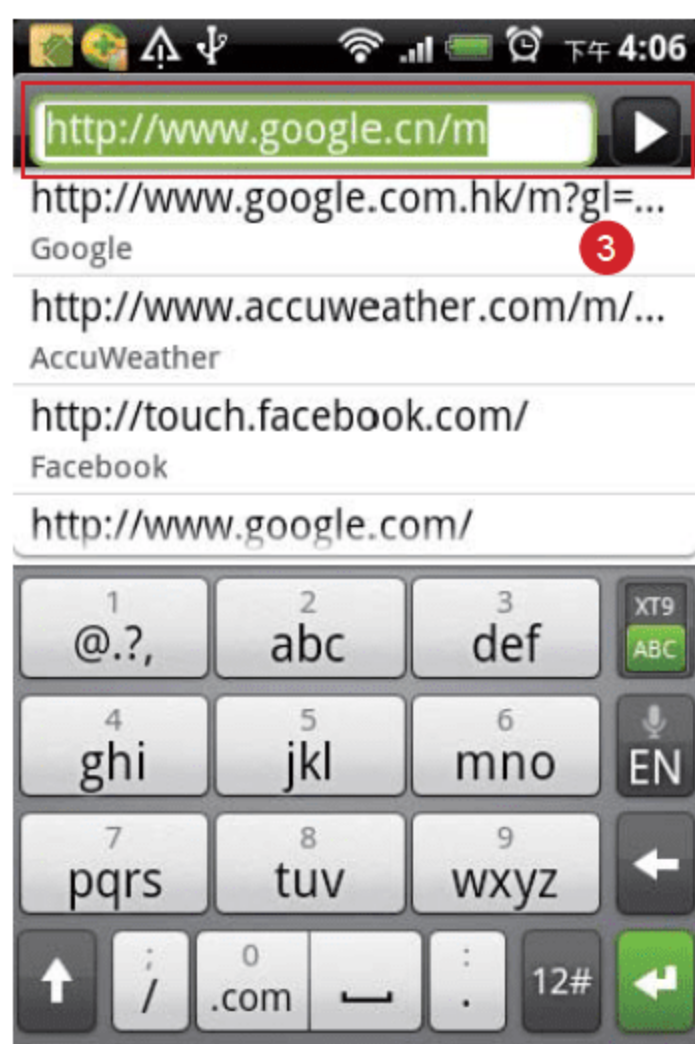 下午 4:06
http://www.google.cn/m
http://www.google.com.hk/m?gl=...
Google
3
http://www.accuweather.com/m/...
AccuWeather
http://touch.facebook.com/
Facebook
http://www.google.com/
1 2 3 XT9
@.?, abc def ABC
4 5 6
ghi jkl mno EN
7 8 9
pqrs tuv wxyz
; 0 :
/ .com . 12#